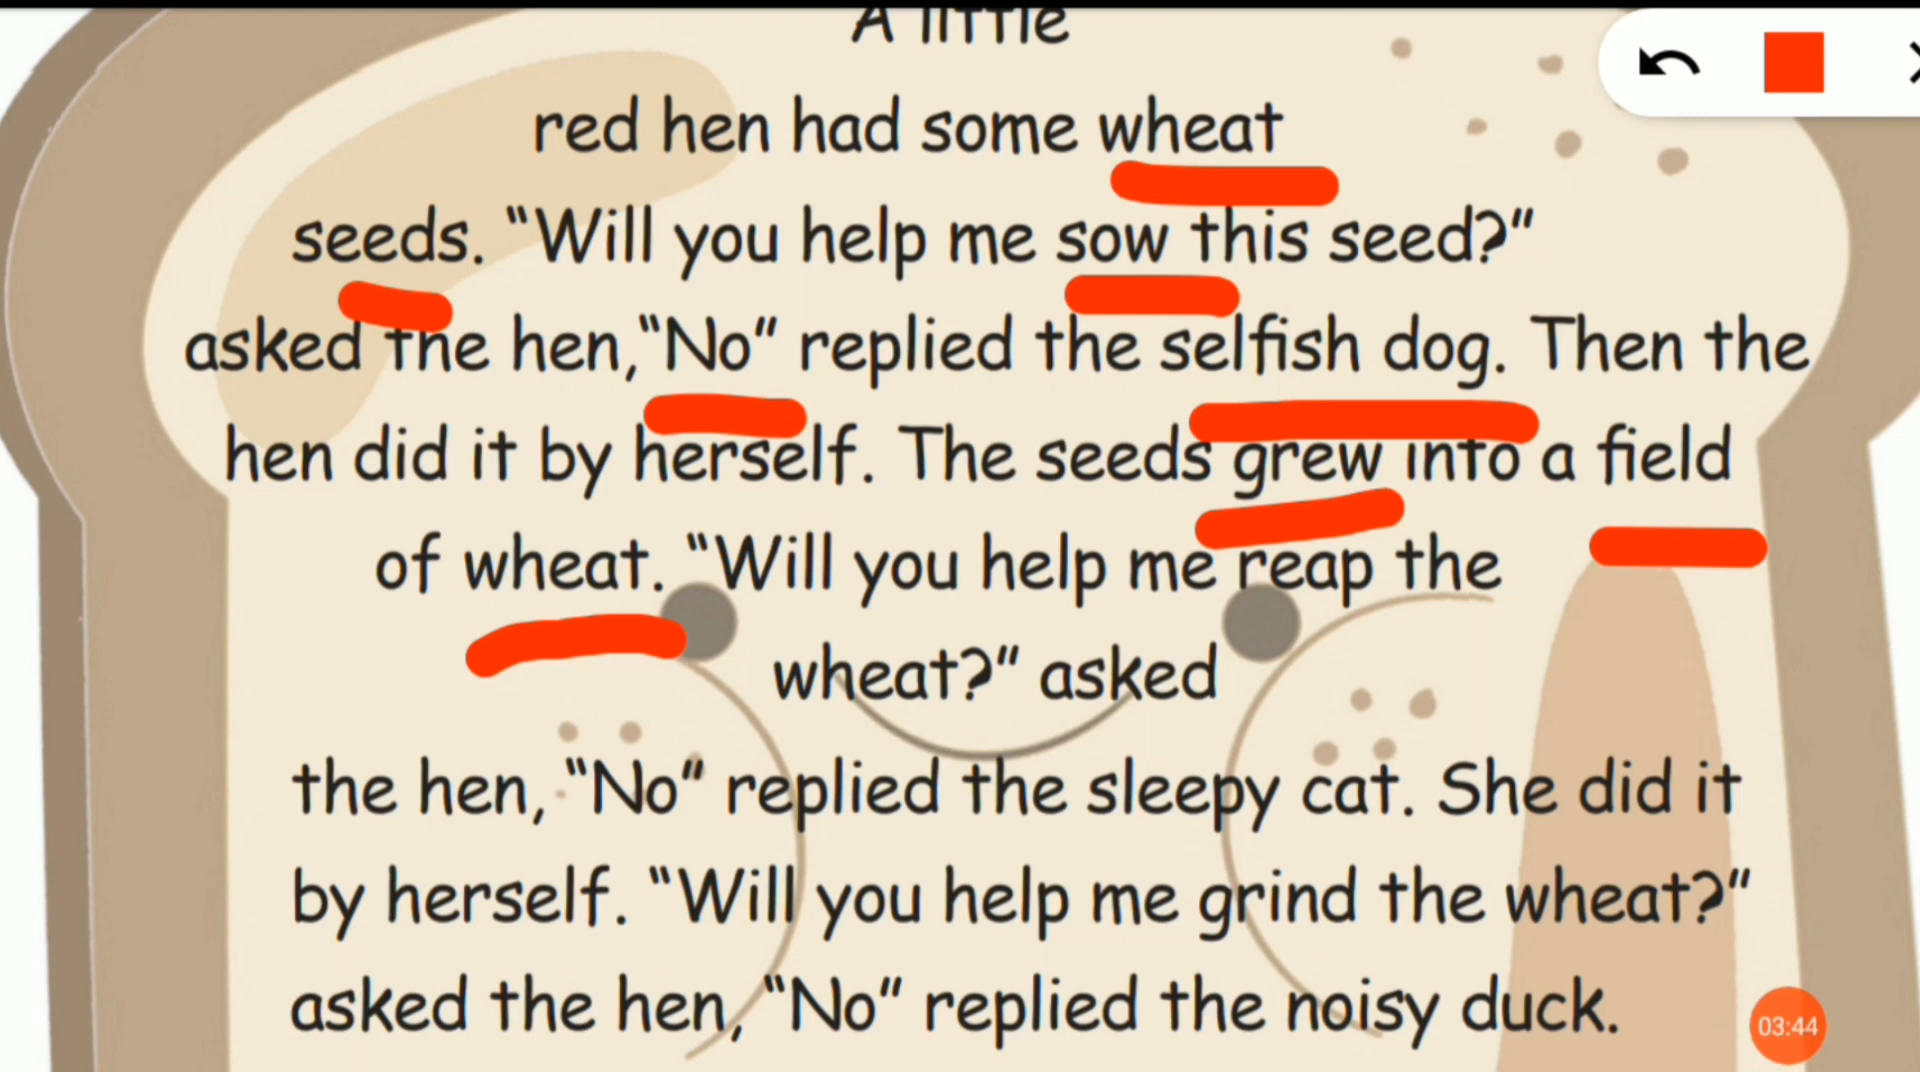 A little
red hen had some wheat
seeds. “Will you help me sow this seed?”
asked the hen,“No” replied the selfish dog. Then the
hen did it by herself. The seeds grew into a field
of wheat. “Will you help me reap the
wheat?” asked
the hen, “No” replied the sleepy cat. She did it
by herself. “Will you help me grind the wheat?”
asked the hen, “No” replied the noisy duck.
03:44